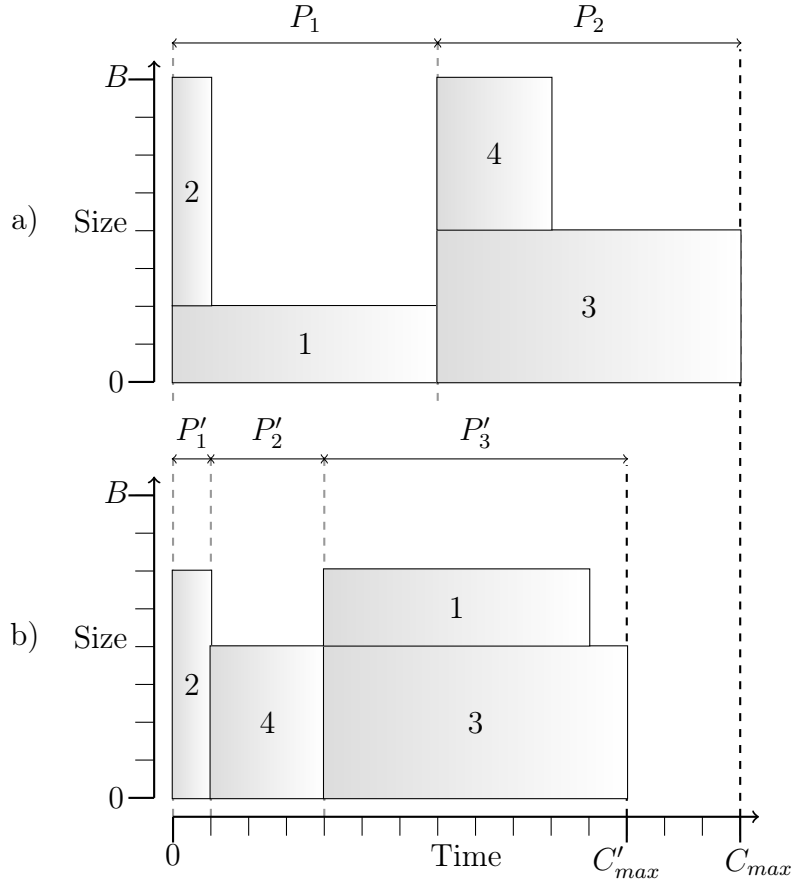 P₁ P₂
B
4
2
a) Size
3
1
0
P′₁ P′₂ P′₃
B
1
b) Size
2 4 3
0
0 Time C′ₘₐₓ Cₘₐₓ